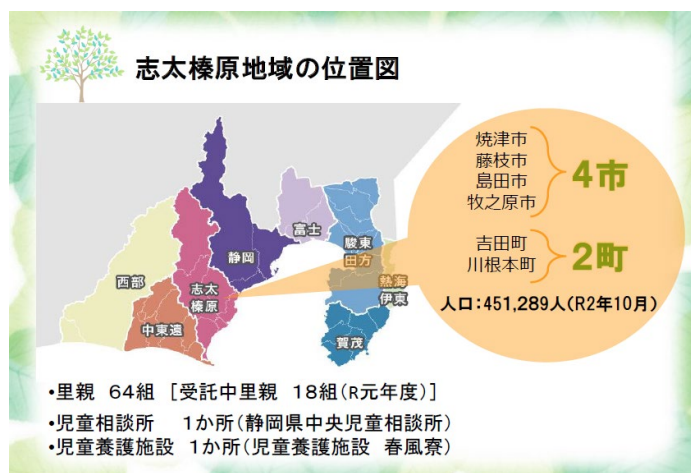 志太榛原地域の位置図
焼津市
藤枝市
島田市
牧之原市
4市
吉田町
川根本町
2町
人口:451,289人(R2年10月)
富士
静岡
駿東
田方
熱海
伊東
西部
志太
榛原
中東遠
賀茂
•里親 64組 [受託中里親 18組(R元年度)]
•児童相談所 1か所(静岡県中央児童相談所)
•児童養護施設 1か所(児童養護施設 春風寮)